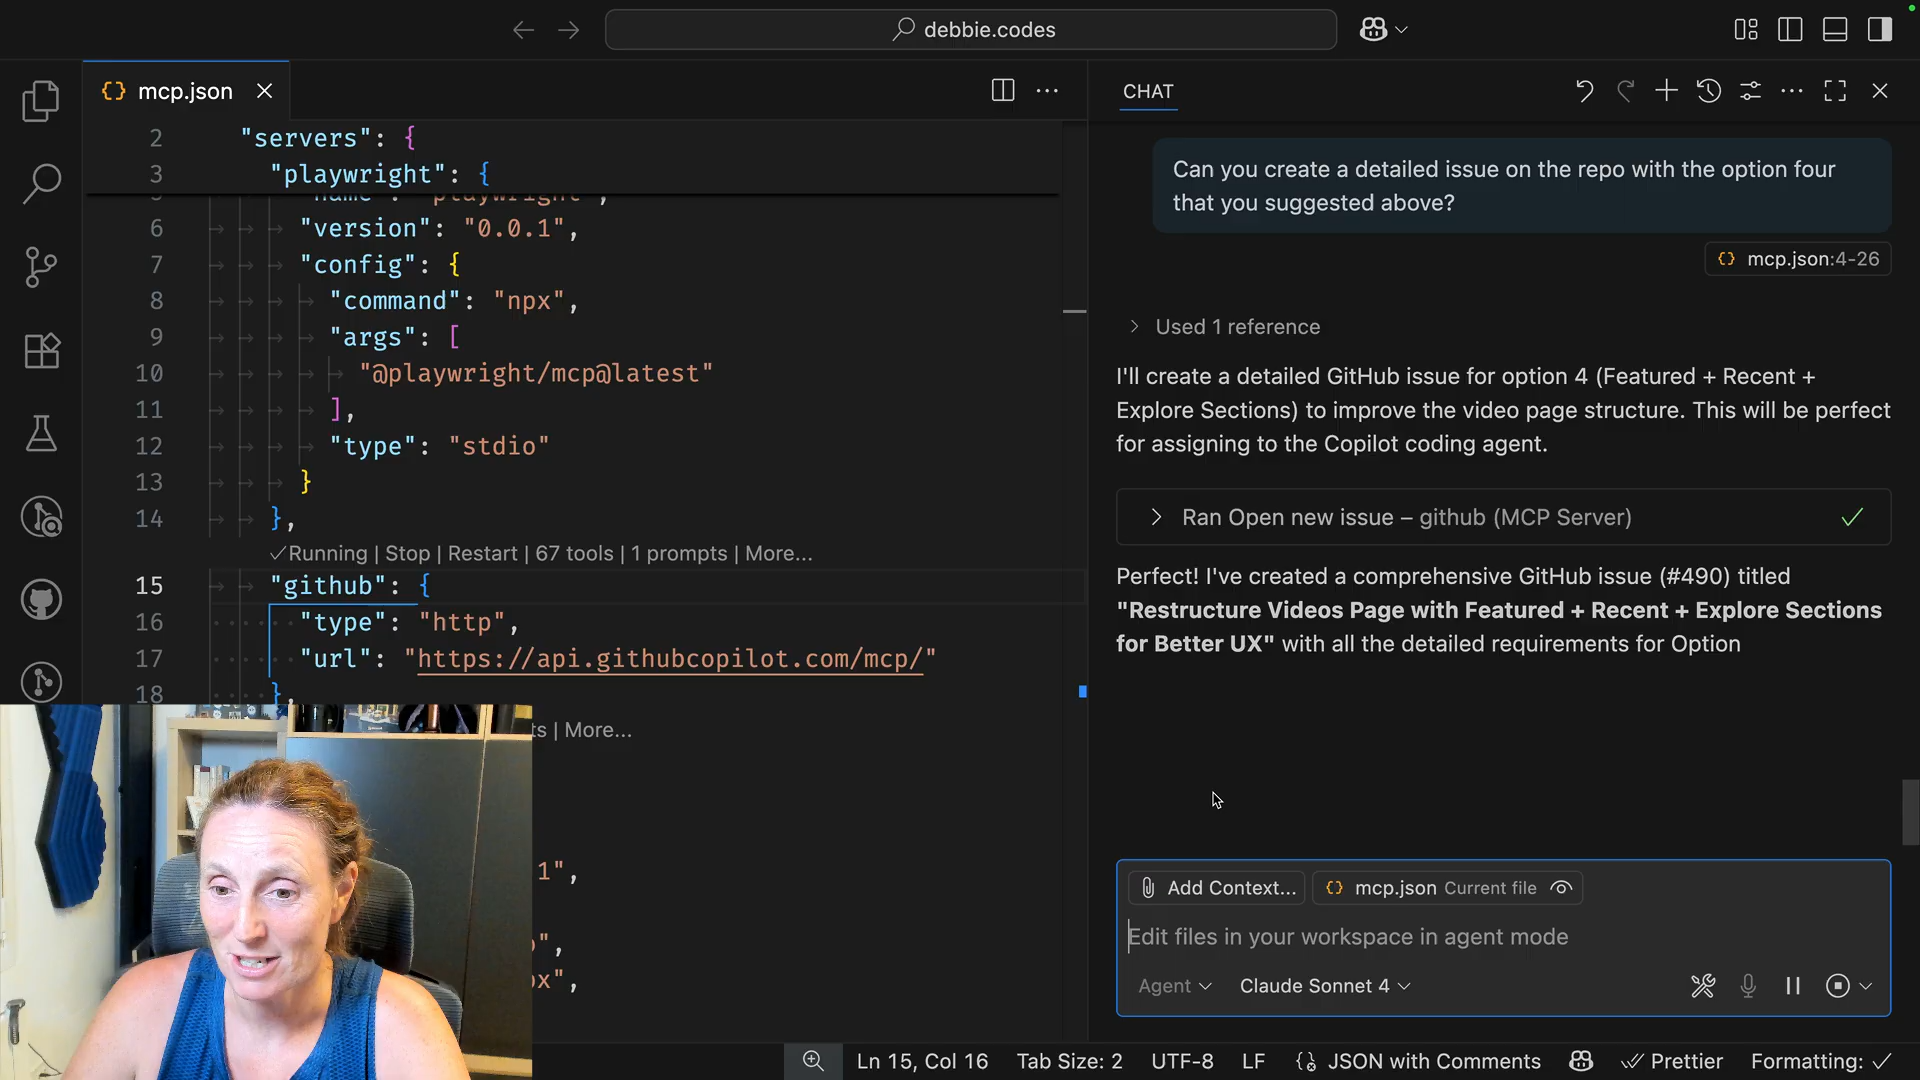 debbie.codes
mcp.json
2 "servers": {
3 "playwright": {
6 "version": "0.0.1",
7 "config": {
8 "command": "npx",
9 "args": [
10 "@playwright/mcp@latest"
11 ],
12 "type": "stdio"
13 }
14 },
✓Running | Stop | Restart | 67 tools | 1 prompts | More...
15 "github": {
16 "type": "http",
17 "url": "https://api.githubcopilot.com/mcp/"
18 },
ts | More...
1",
",
x",
CHAT
Can you create a detailed issue on the repo with the option four
that you suggested above?
mcp.json:4-26
Used 1 reference
I'll create a detailed GitHub issue for option 4 (Featured + Recent +
Explore Sections) to improve the video page structure. This will be perfect
for assigning to the Copilot coding agent.
Ran Open new issue – github (MCP Server)
Perfect! I've created a comprehensive GitHub issue (#490) titled
"Restructure Videos Page with Featured + Recent + Explore Sections
for Better UX" with all the detailed requirements for Option
Add Context...
mcp.json Current file
Edit files in your workspace in agent mode
Agent
Claude Sonnet 4
Ln 15, Col 16
Tab Size: 2
UTF-8
LF
JSON with Comments
Prettier
Formatting: ✓